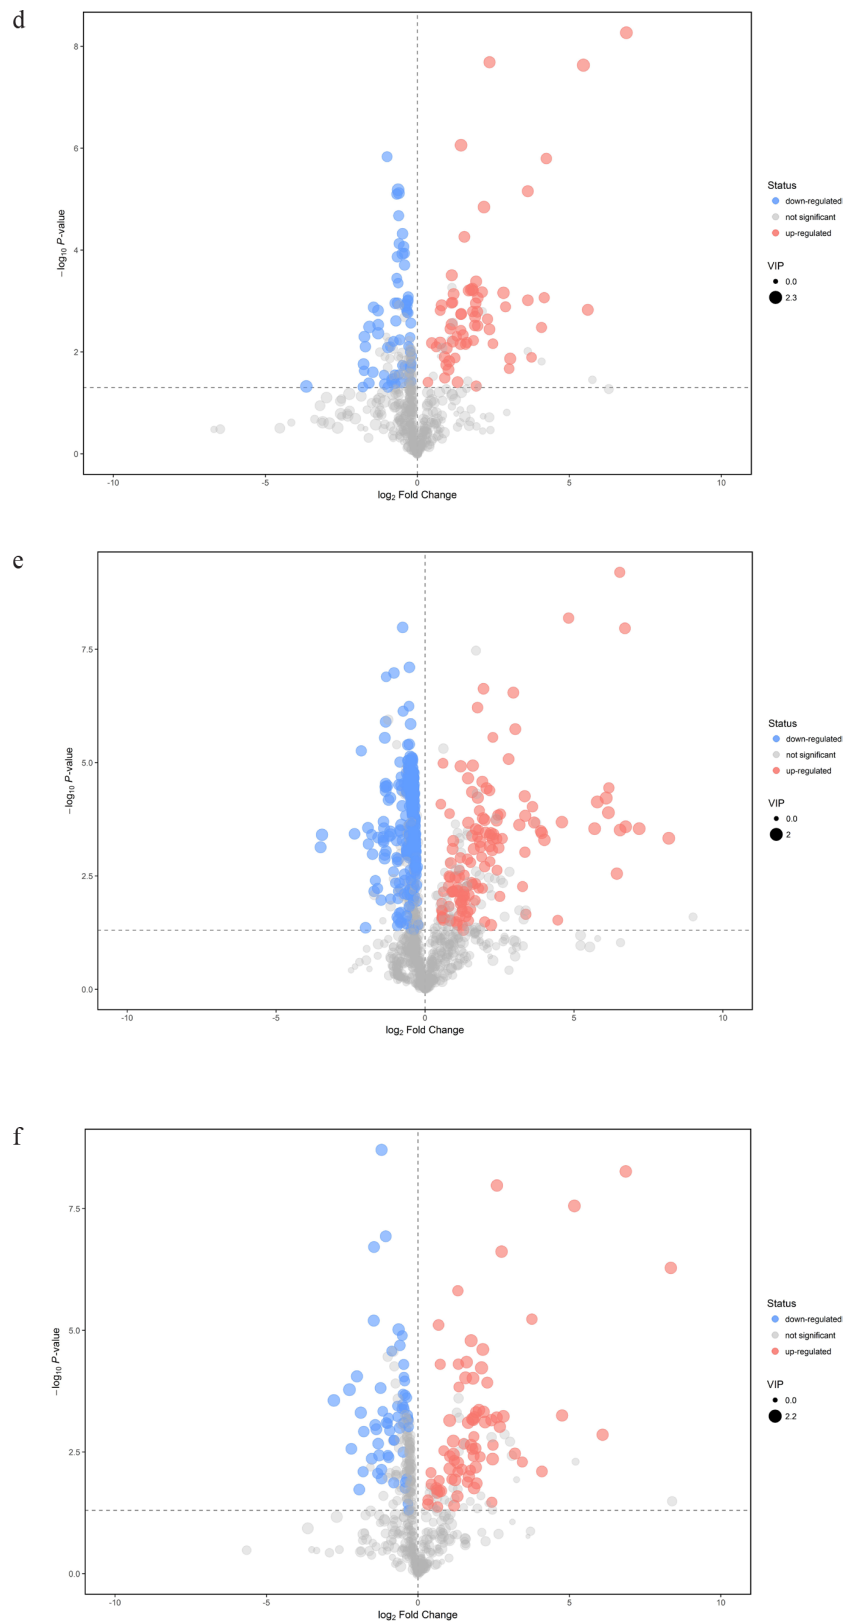 d
8
6
4
2
0
−log10 P-value
-10 -5 0 5 10
log2 Fold Change
Status
down-regulated
not significant
up-regulated
VIP
0.0
2.3
e
7.5
5.0
2.5
0.0
−log10 P-value
-10 -5 0 5 10
log2 Fold Change
Status
down-regulated
not significant
up-regulated
VIP
0.0
2
f
7.5
5.0
2.5
0.0
−log10 P-value
-10 -5 0 5 10
log2 Fold Change
Status
down-regulated
not significant
up-regulated
VIP
0.0
2.2